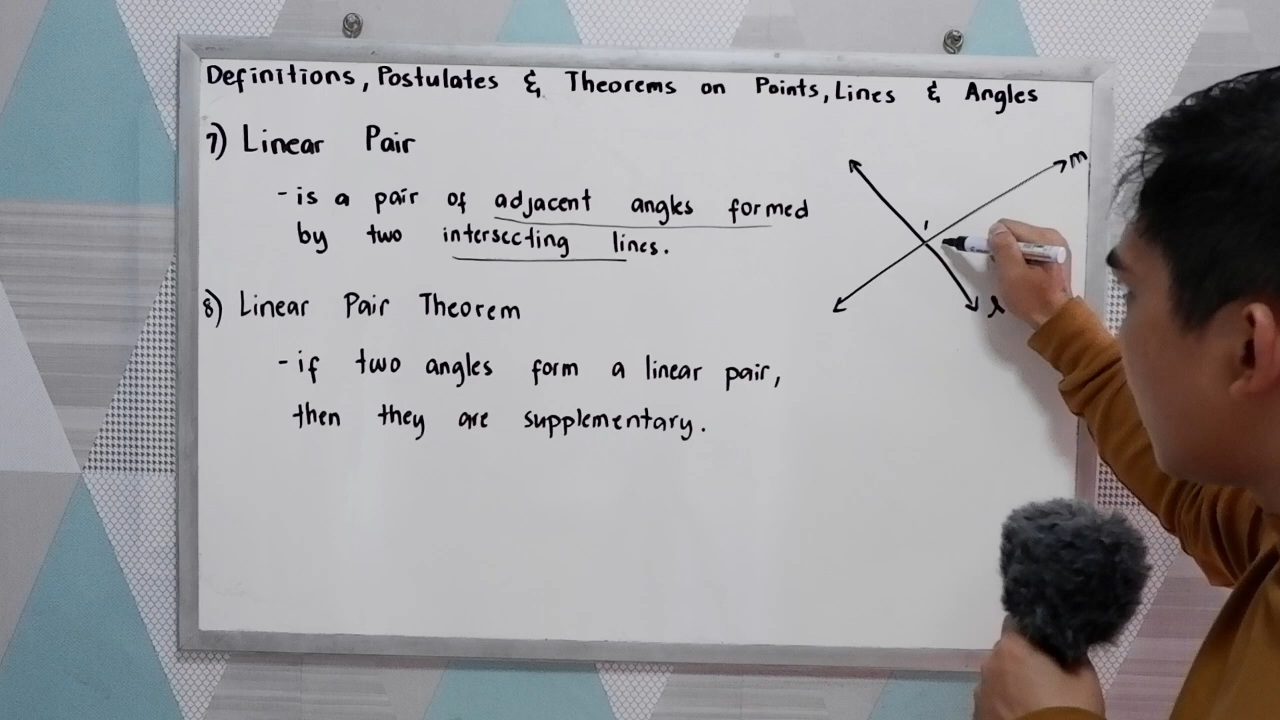 Definitions, Postulates & Theorems on Points, Lines & Angles
7) Linear Pair
- is a pair of adjacent angles formed
by two intersecting lines.
8) Linear Pair Theorem
- if two angles form a linear pair,
then they are supplementary.
m
1
l